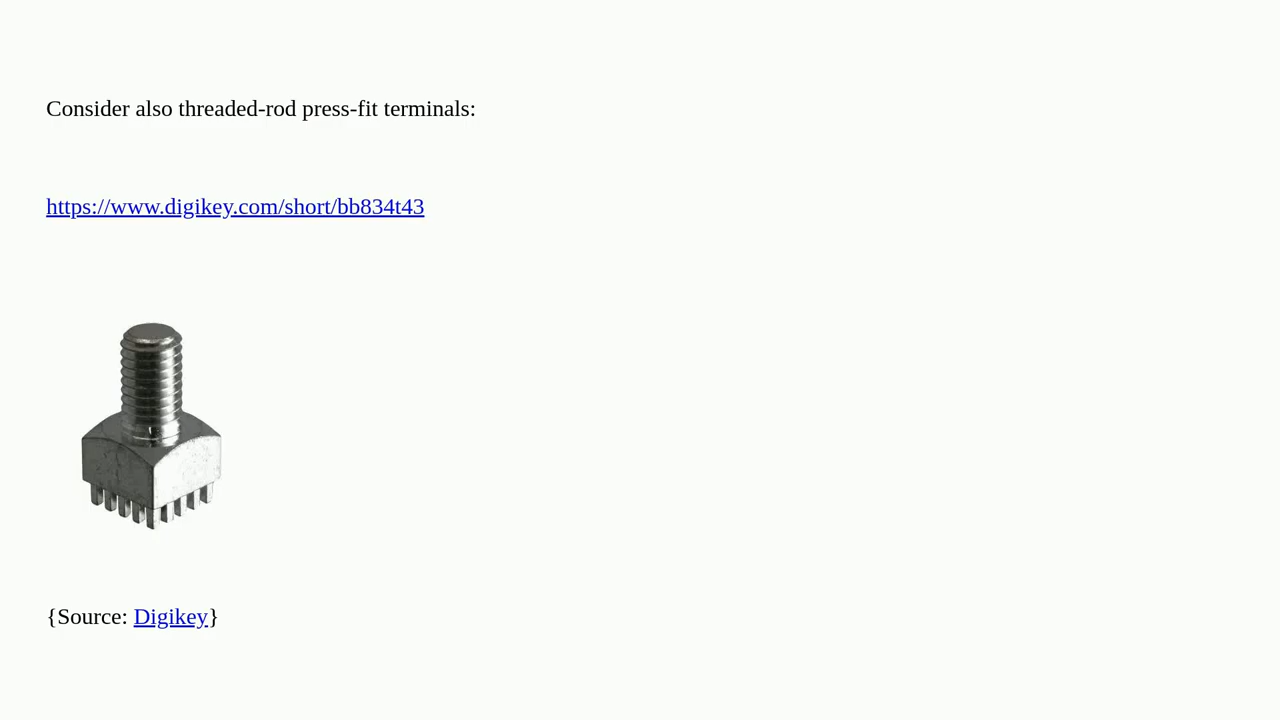 Consider also threaded-rod press-fit terminals:
https://www.digikey.com/short/bb834t43
{Source: Digikey}